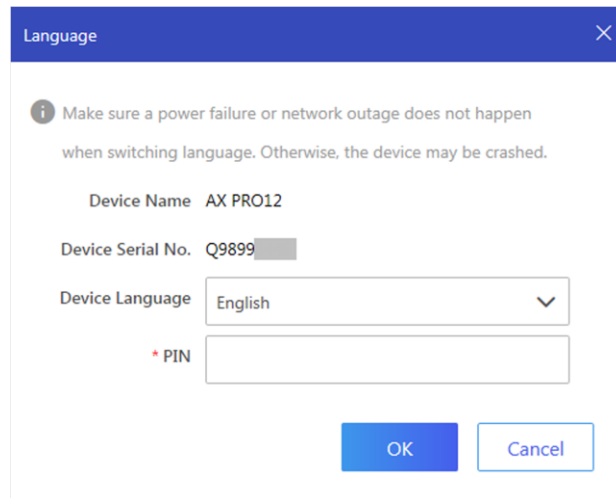 Language
Make sure a power failure or network outage does not happen
when switching language. Otherwise, the device may be crashed.
Device Name AX PRO12
Device Serial No. Q9899
Device Language English
* PIN
OK Cancel